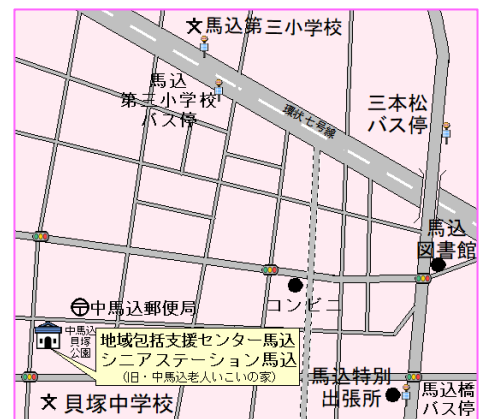 馬込第三小学校
馬込
第三小学校
バス停
環状七号線
三本松
バス停
馬込
図書館
コンビニ
中馬込郵便局
中馬込
貝塚
公園
地域包括支援センター馬込
シニアステーション馬込
(旧・中馬込老人いこいの家)
馬込特別
出張所
馬込橋
バス停
貝塚中学校